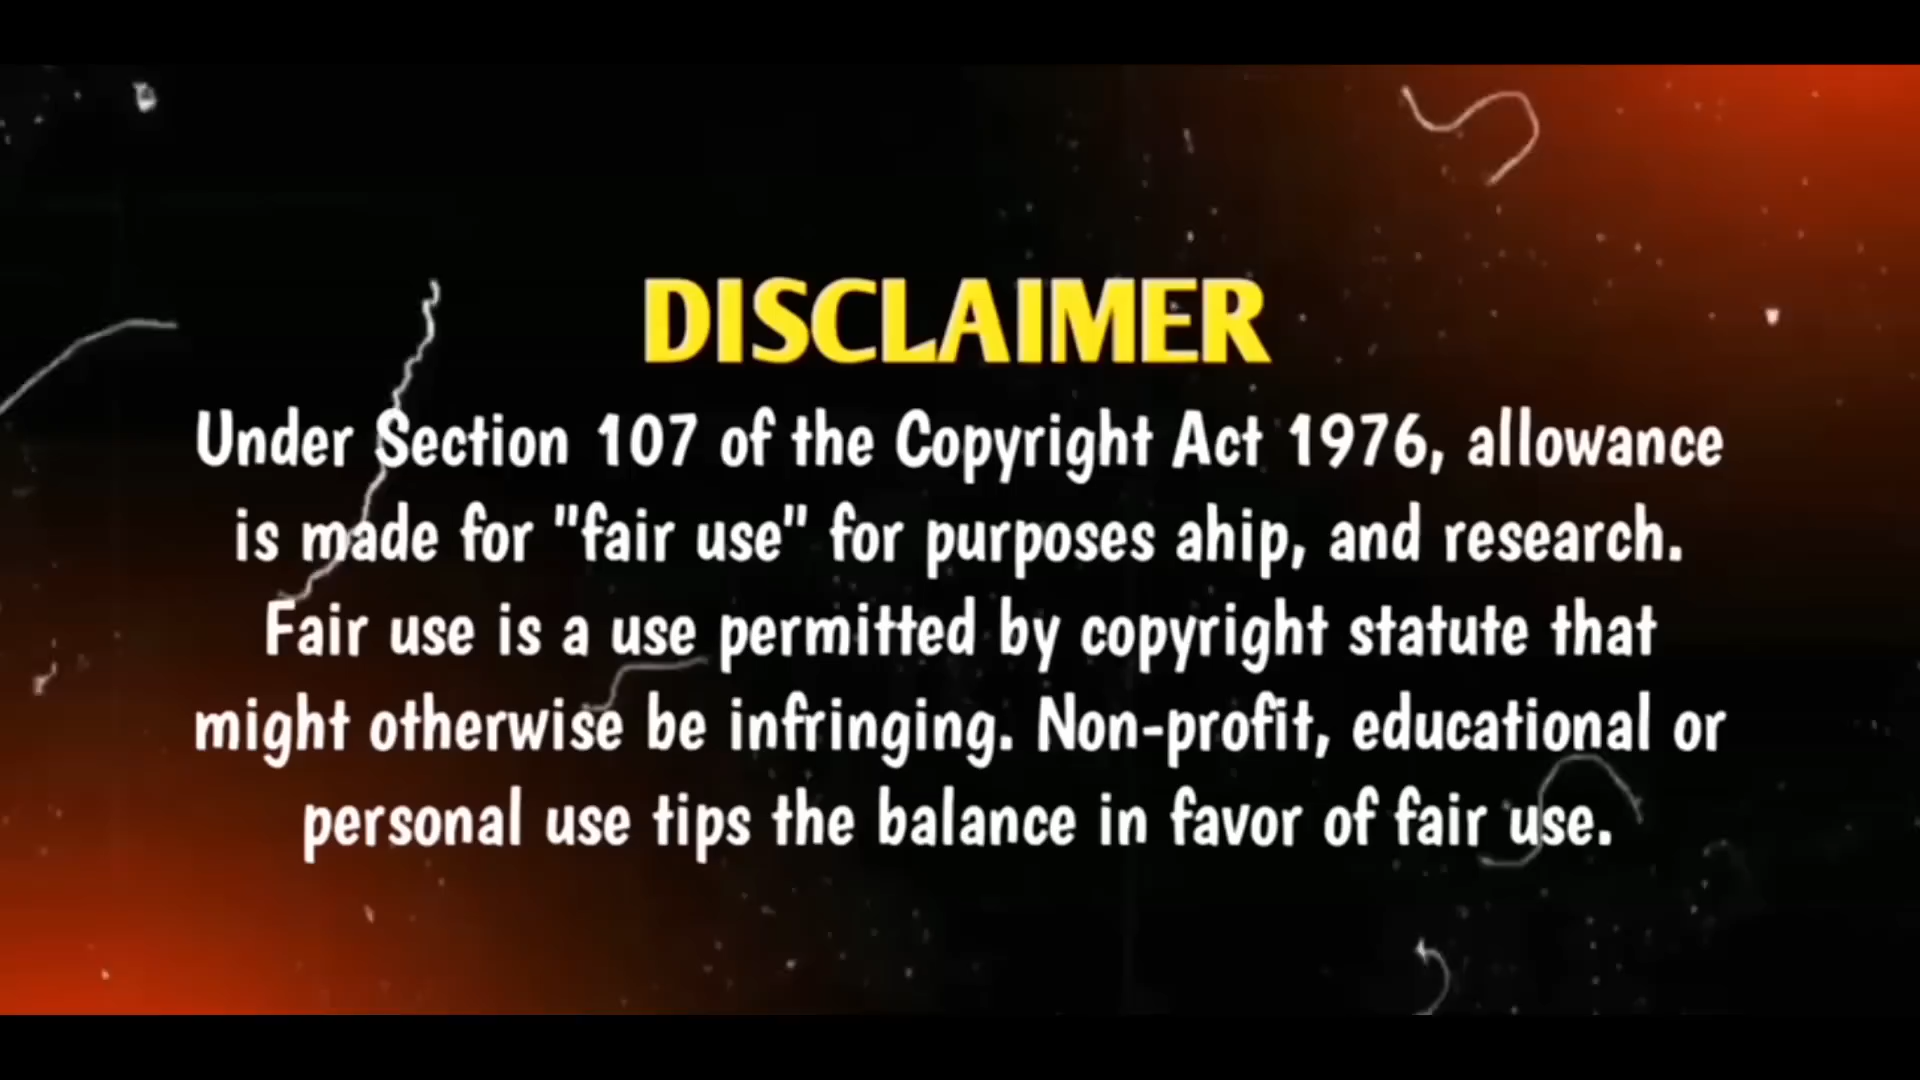 DISCLAIMER
Under Section 107 of the Copyright Act 1976, allowance
is made for "fair use" for purposes ahip, and research.
Fair use is a use permitted by copyright statute that
might otherwise be infringing. Non-profit, educational or
personal use tips the balance in favor of fair use.